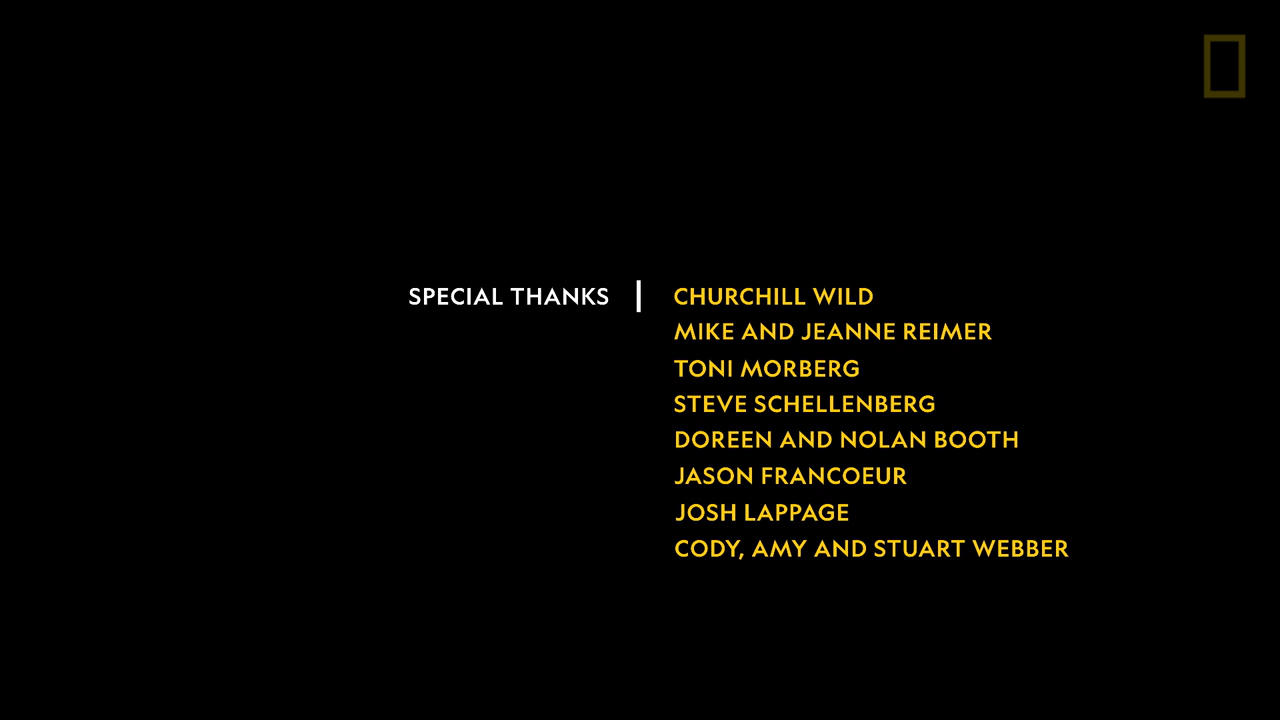 SPECIAL THANKS | CHURCHILL WILD
MIKE AND JEANNE REIMER
TONI MORBERG
STEVE SCHELLENBERG
DOREEN AND NOLAN BOOTH
JASON FRANCOEUR
JOSH LAPPAGE
CODY, AMY AND STUART WEBBER